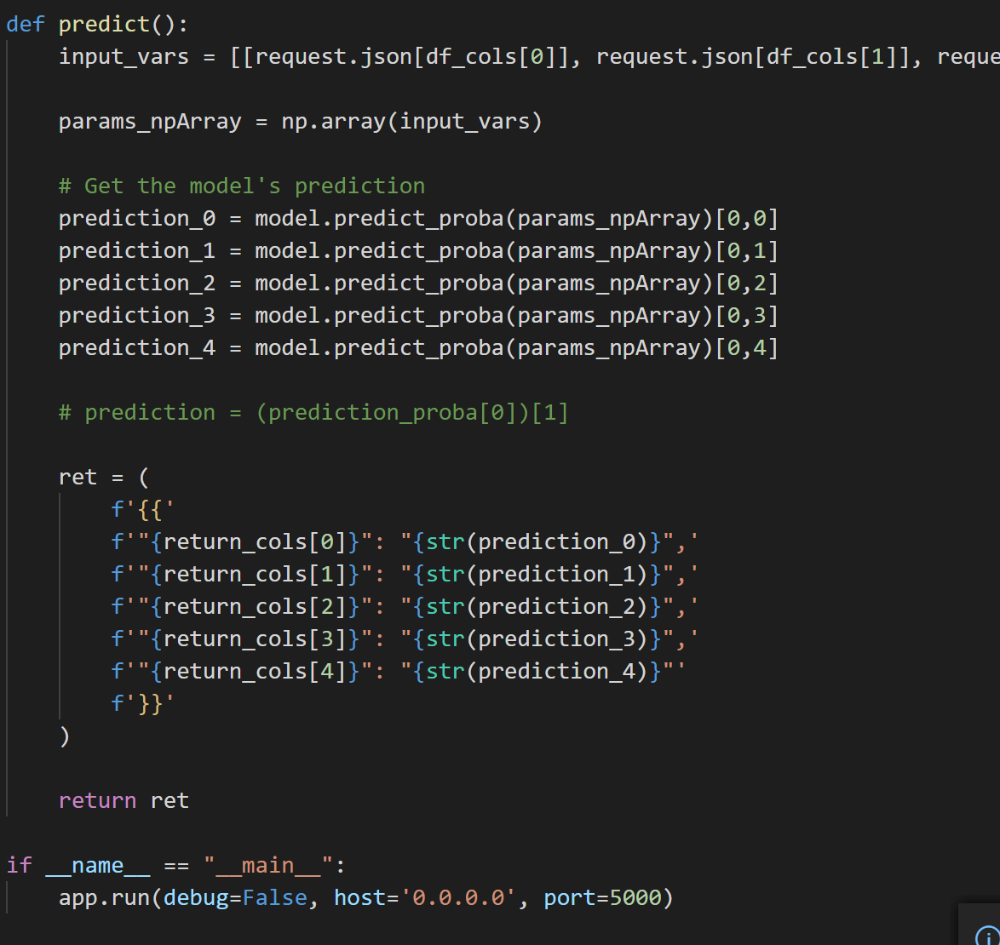 def predict():
    input_vars = [[request.json[df_cols[0]], request.json[df_cols[1]], reque
    params_npArray = np.array(input_vars)
    # Get the model's prediction
    prediction_0 = model.predict_proba(params_npArray)[0,0]
    prediction_1 = model.predict_proba(params_npArray)[0,1]
    prediction_2 = model.predict_proba(params_npArray)[0,2]
    prediction_3 = model.predict_proba(params_npArray)[0,3]
    prediction_4 = model.predict_proba(params_npArray)[0,4]
    # prediction = (prediction_proba[0])[1]
    ret = (
        f'{{'
        f'"{return_cols[0]}": "{str(prediction_0)}",'
        f'"{return_cols[1]}": "{str(prediction_1)}",'
        f'"{return_cols[2]}": "{str(prediction_2)}",'
        f'"{return_cols[3]}": "{str(prediction_3)}",'
        f'"{return_cols[4]}": "{str(prediction_4)}"'
        f'}}'
    )
    return ret
if __name__ == "__main__":
    app.run(debug=False, host='0.0.0.0', port=5000)